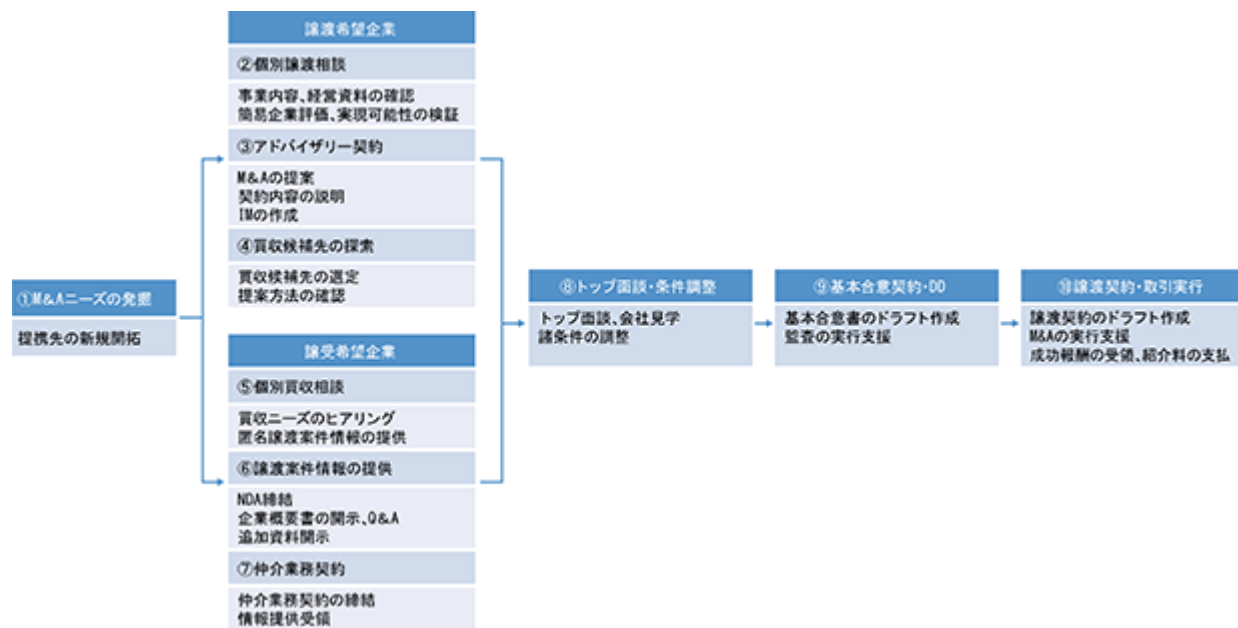 ①M&Aニーズの発掘
提携先の新規開拓
譲渡希望企業
②個別譲渡相談
事業内容、経営資料の確認
簡易企業評価、実現可能性の検証
③アドバイザリー契約
M&Aの提案
契約内容の説明
IMの作成
④買収候補先の探索
買収候補先の選定
提案方法の確認
譲受希望企業
⑤個別買収相談
買収ニーズのヒアリング
匿名譲渡案件情報の提供
⑥譲渡案件情報の提供
NDA締結
企業概要書の開示、Q&A
追加資料開示
⑦仲介業務契約
仲介業務契約の締結
情報提供受領
⑧トップ面談・条件調整
トップ面談、会社見学
諸条件の調整
⑨基本合意契約・DD
基本合意書のドラフト作成
監査の実行支援
⑩譲渡契約・取引実行
譲渡契約のドラフト作成
M&Aの実行支援
成功報酬の受領、紹介料の支払